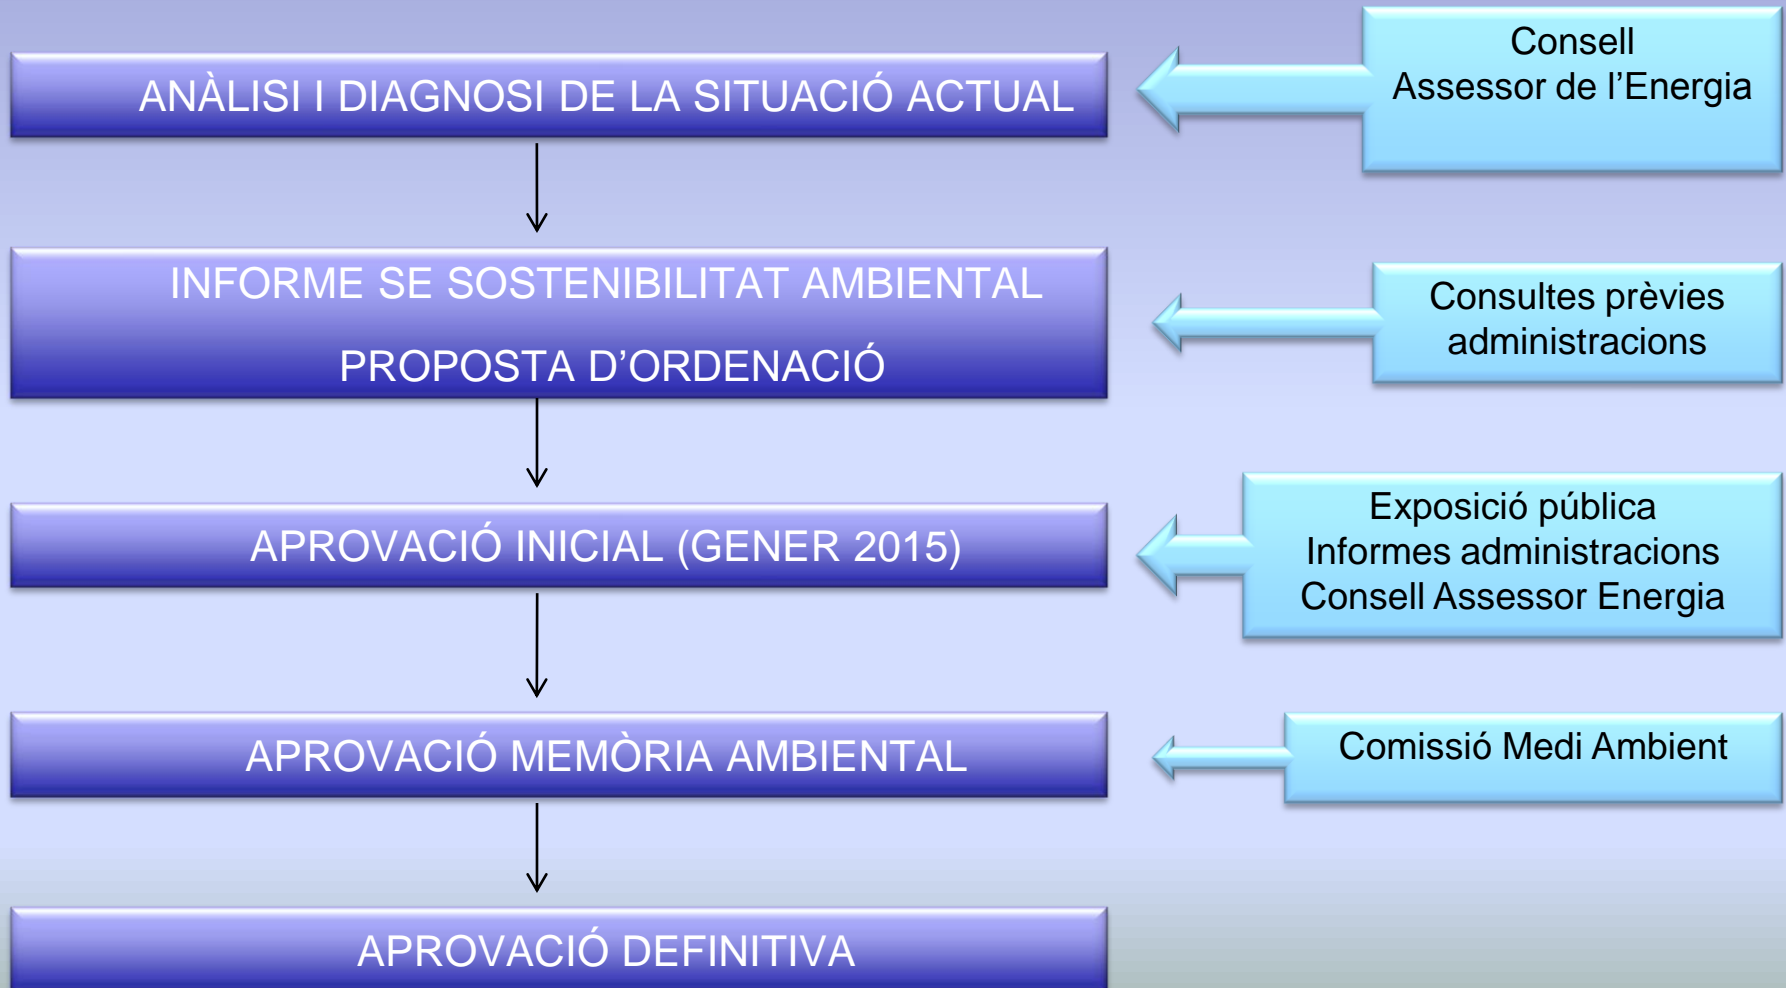 ANÀLISI I DIAGNOSI DE LA SITUACIÓ ACTUAL
Consell
Assessor de l’Energia
INFORME SE SOSTENIBILITAT AMBIENTAL
PROPOSTA D’ORDENACIÓ
Consultes prèvies
administracions
APROVACIÓ INICIAL (GENER 2015)
Exposició pública
Informes administracions
Consell Assessor Energia
APROVACIÓ MEMÒRIA AMBIENTAL
Comissió Medi Ambient
APROVACIÓ DEFINITIVA